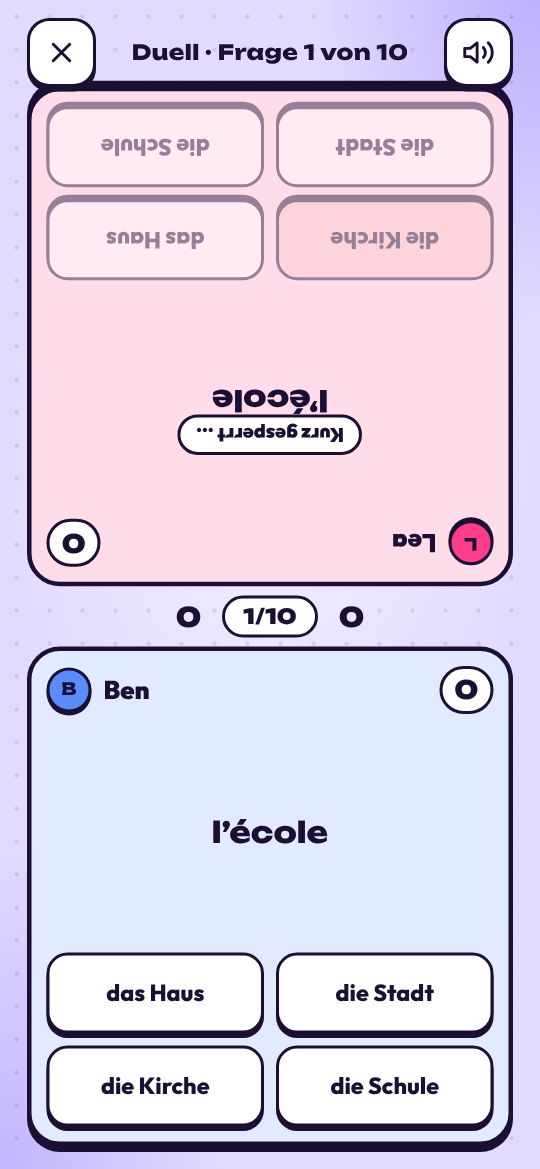 Duell · Frage 1 von 10
die Schule
die Stadt
das Haus
die Kirche
l’école
Kurz gesperrt …
0
Lea
L
0
1/10
0
B
Ben
0
l’école
das Haus
die Stadt
die Kirche
die Schule